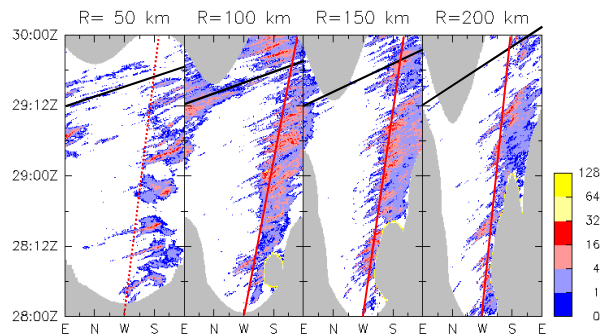 R= 50 km R=100 km R=150 km R=200 km
30:00Z
29:12Z
29:00Z
28:12Z
28:00Z
E N W S E N W S E N W S E N W S E
128
64
32
16
4
1
0